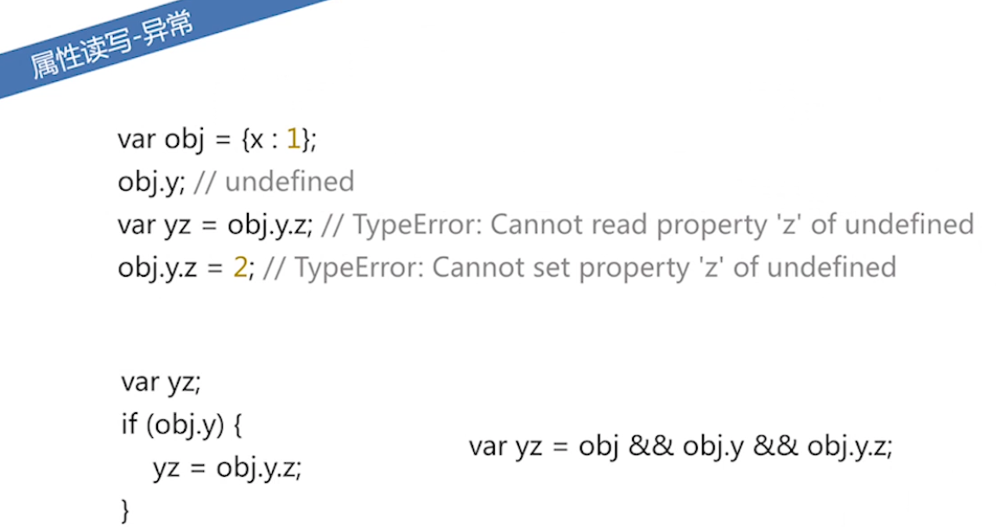 属性读写-异常
var obj = {x : 1};
obj.y; // undefined
var yz = obj.y.z; // TypeError: Cannot read property 'z' of undefined
obj.y.z = 2; // TypeError: Cannot set property 'z' of undefined
var yz;
if (obj.y) {
yz = obj.y.z;
}
var yz = obj && obj.y && obj.y.z;